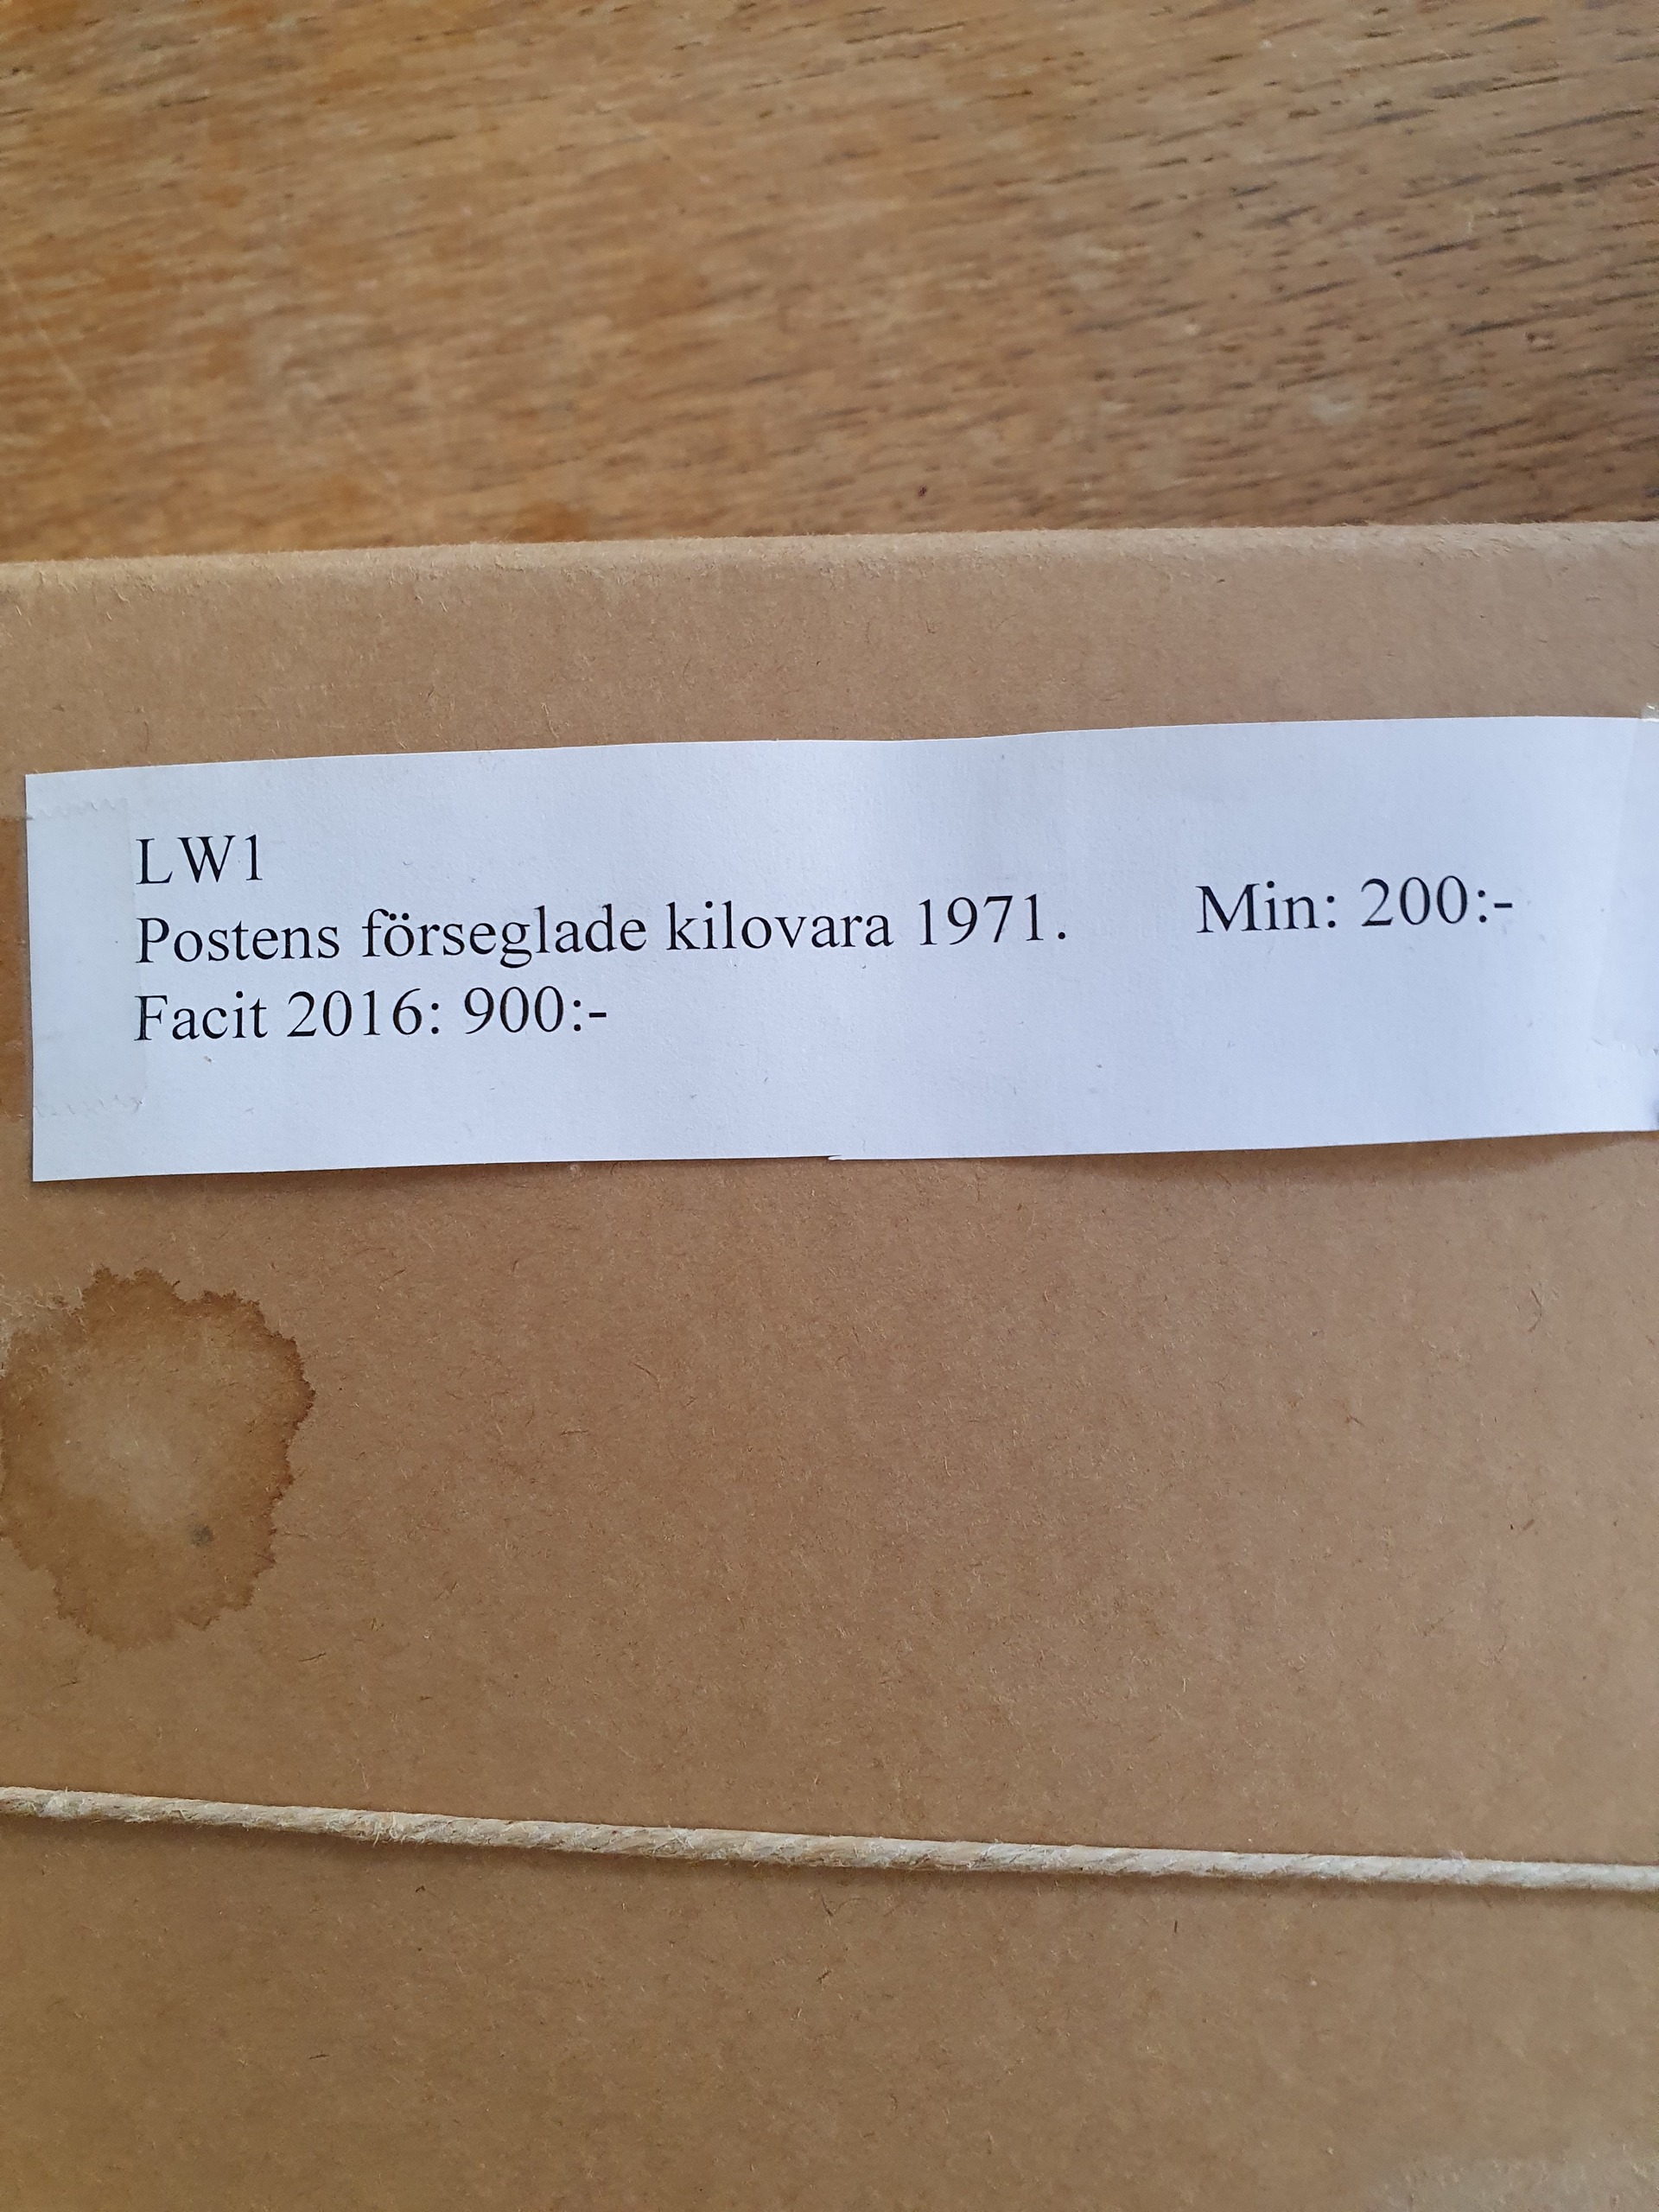 LW1
Postens förseglade kilovara 1971. Min: 200:-
Facit 2016: 900:-